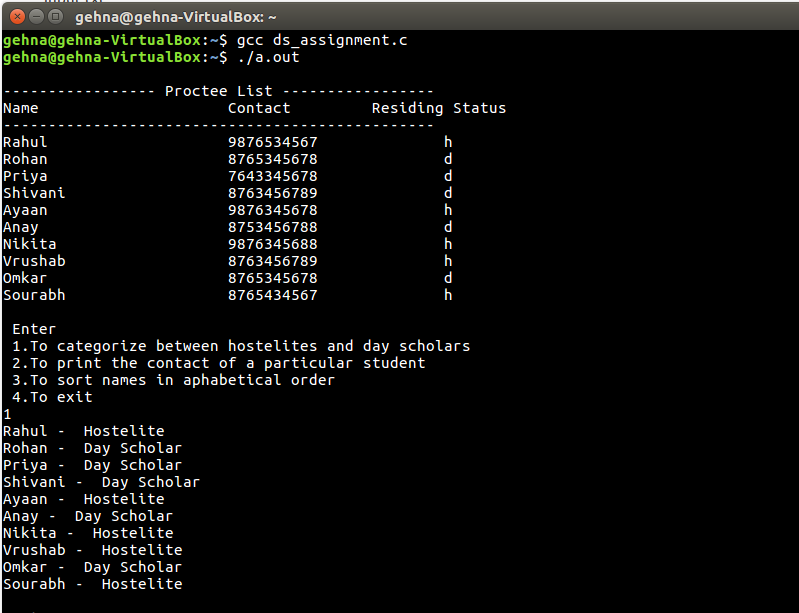 gehna@gehna-VirtualBox: ~
gehna@gehna-VirtualBox:~$ gcc ds_assignment.c
gehna@gehna-VirtualBox:~$ ./a.out
----------------- Proctee List -----------------
Name Contact Residing Status
------------------------------------------------
Rahul 9876534567 h
Rohan 8765345678 d
Priya 7643345678 d
Shivani 8763456789 d
Ayaan 9876345678 h
Anay 8753456788 d
Nikita 9876345688 h
Vrushab 8763456789 h
Omkar 8765345678 d
Sourabh 8765434567 h
Enter
1.To categorize between hostelites and day scholars
2.To print the contact of a particular student
3.To sort names in aphabetical order
4.To exit
1
Rahul -  Hostelite
Rohan -  Day Scholar
Priya -  Day Scholar
Shivani -  Day Scholar
Ayaan -  Hostelite
Anay -  Day Scholar
Nikita -  Hostelite
Vrushab -  Hostelite
Omkar -  Day Scholar
Sourabh -  Hostelite